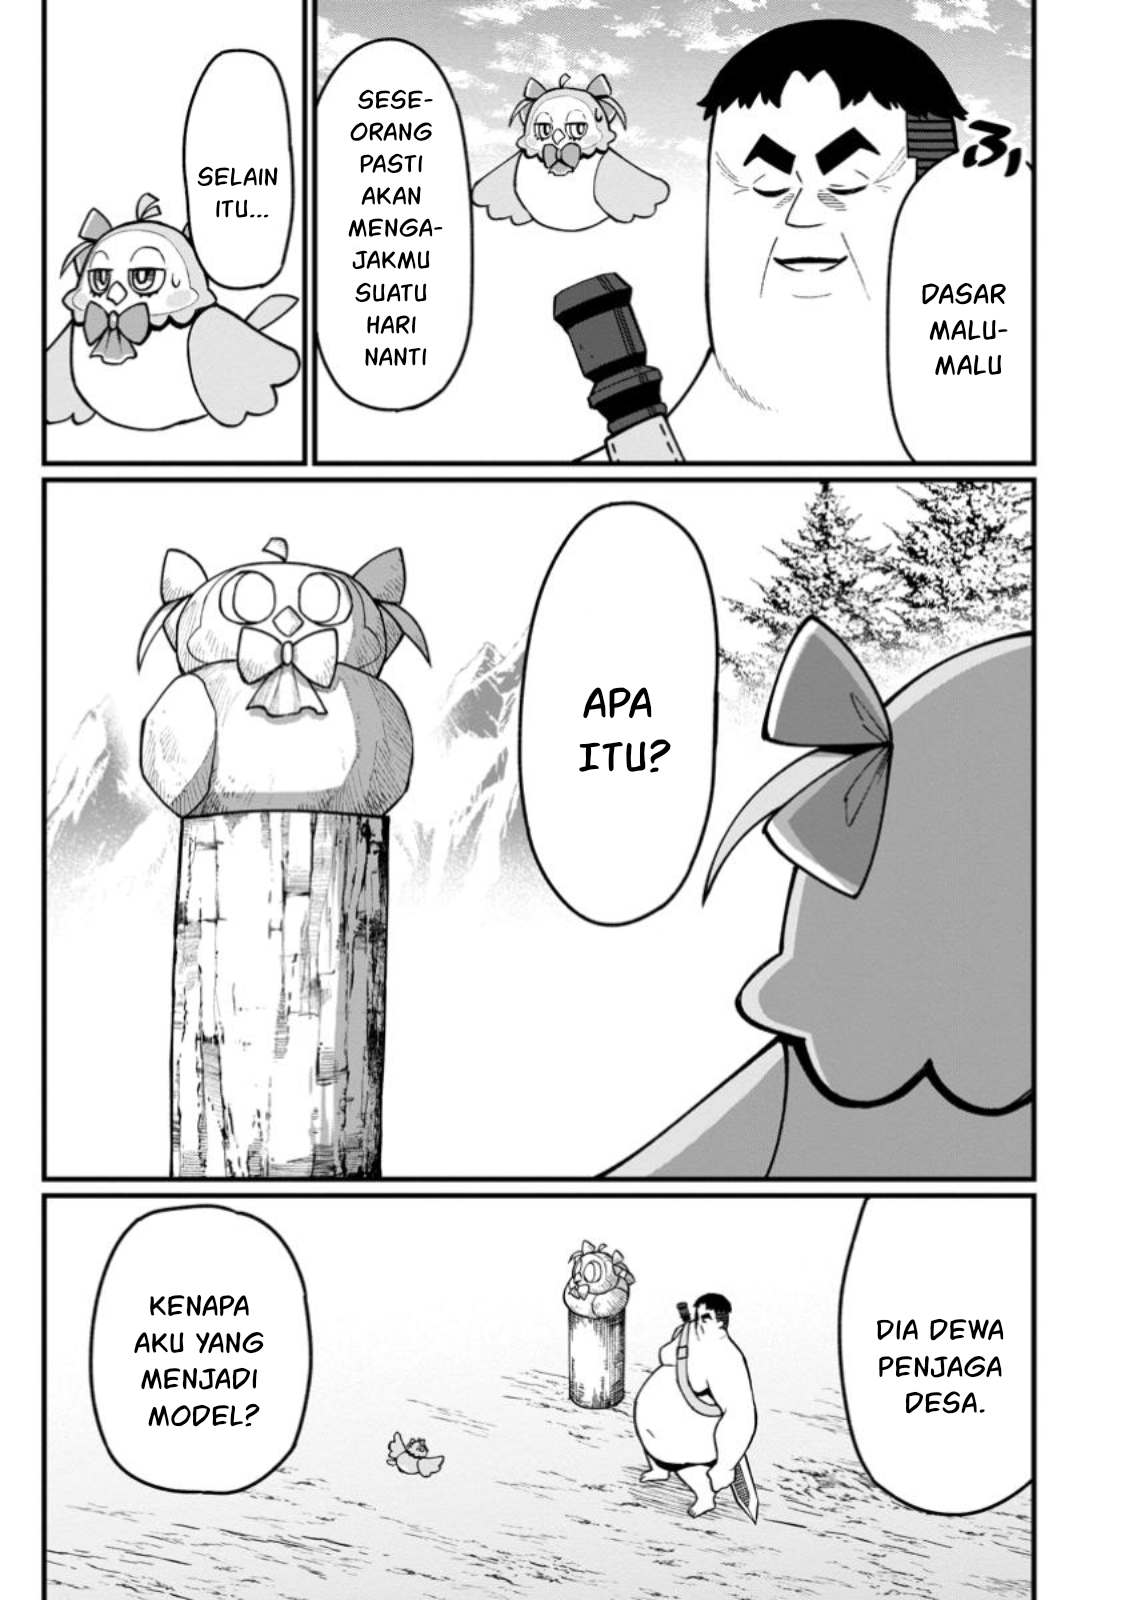 ふ
DASAR
MALU-
MALU
SESE-
ORANG
PASTI
AKAN
MENGA-
JAKMU
SUATU
HARI
NANTI
SELAIN
ITU...
APA
ITU?
DIA DEWA
PENJAGA
DESA.
KENAPA
AKU YANG
MENJADI
MODEL?